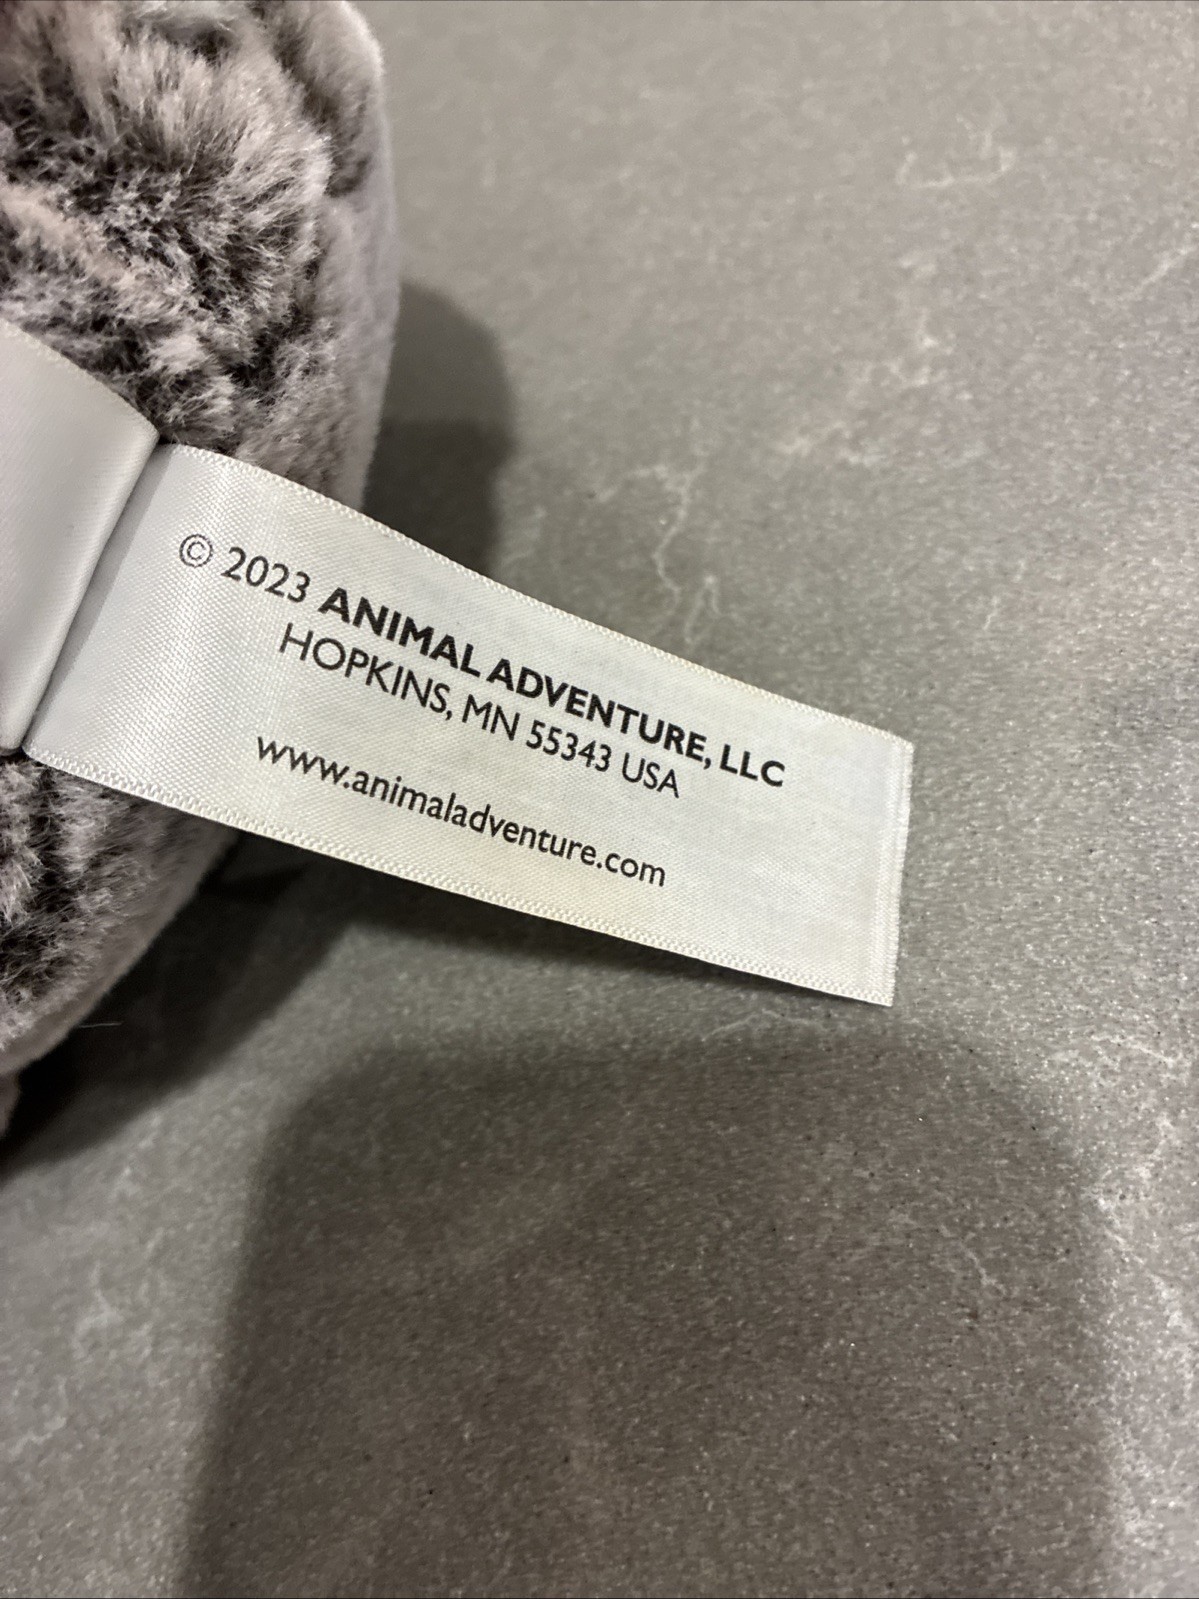 © 2023 ANIMAL ADVENTURE, LLC
HOPKINS, MN 55343 USA
www.animaladventure.com